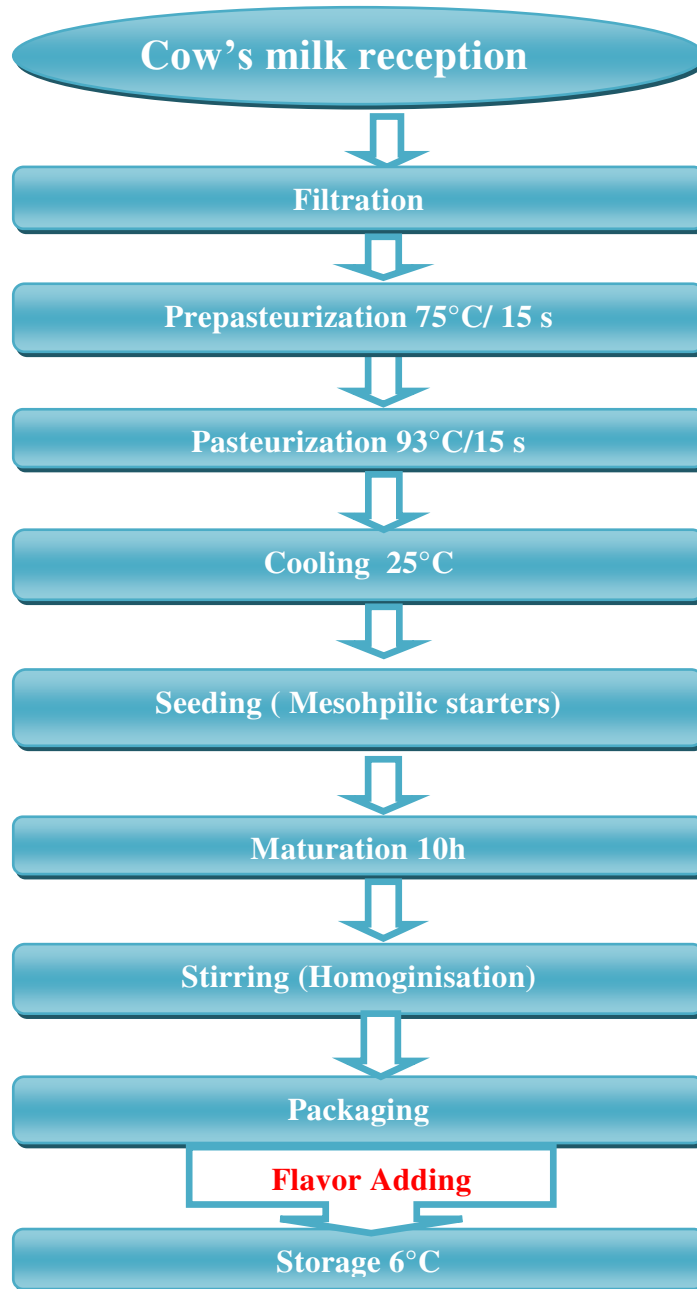 Cow's milk reception
Filtration
Prepasteurization 75°C/ 15 s
Pasteurization 93°C/15 s
Cooling  25°C
Seeding ( Mesohpilic starters)
Maturation 10h
Stirring (Homoginisation)
Packaging
Flavor Adding
Storage 6°C